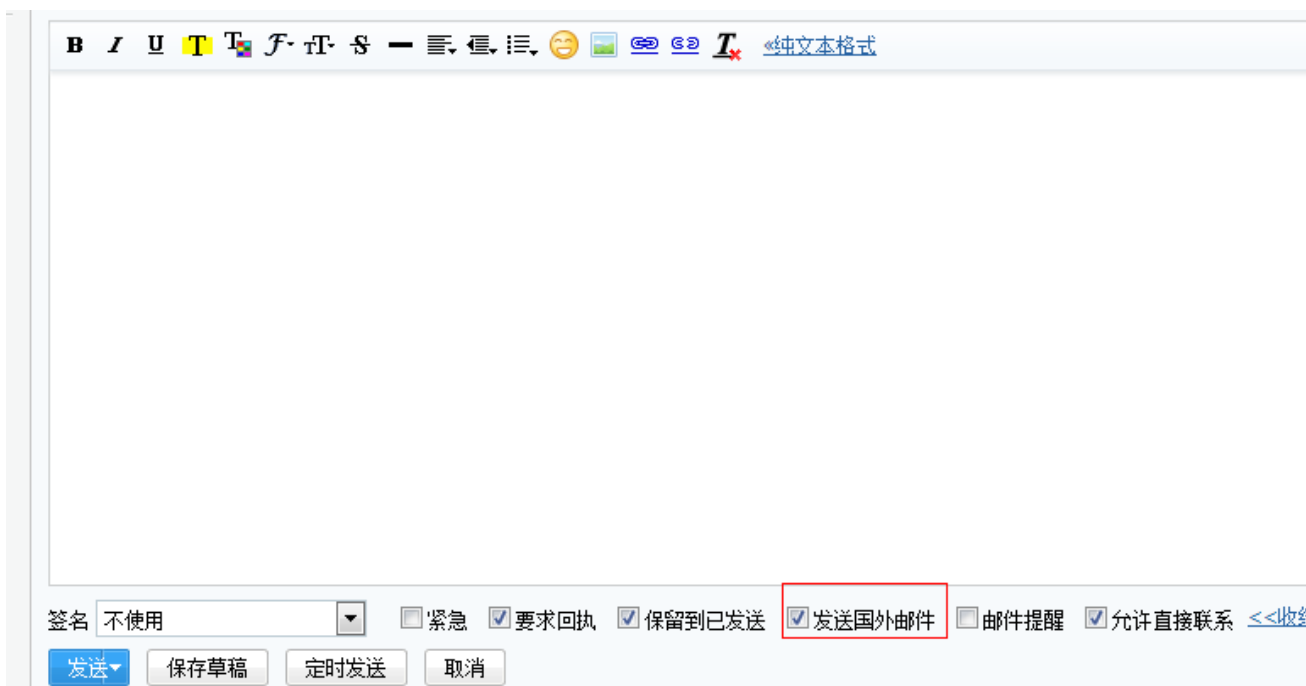 B I U T T F TT S T «纯文本格式
签名 不使用 紧急 要求回执 保留到已发送 发送国外邮件 邮件提醒 允许直接联系 <<收
发送 保存草稿 定时发送 取消